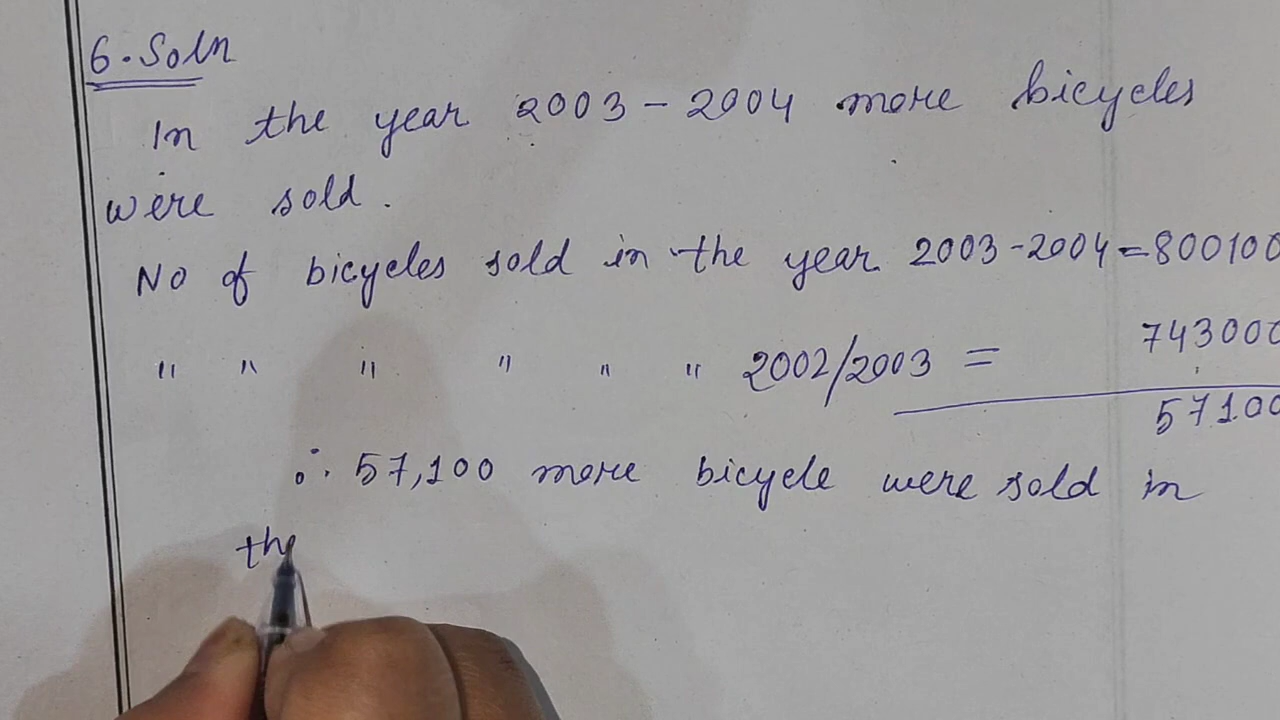 6. Soln
In the year 2003-2004 more bicycles
were sold.
No of bicycles sold in the year 2003-2004=800100
" " " " " " 2002/2003 = 743000
57100
∴ 57,100 more bicycle were sold in
the